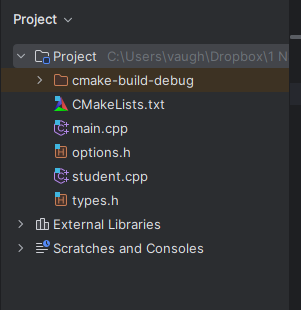 Project
Project C:\Users\vaugh\Dropbox\1 N
cmake-build-debug
CMakeLists.txt
main.cpp
options.h
student.cpp
types.h
External Libraries
Scratches and Consoles